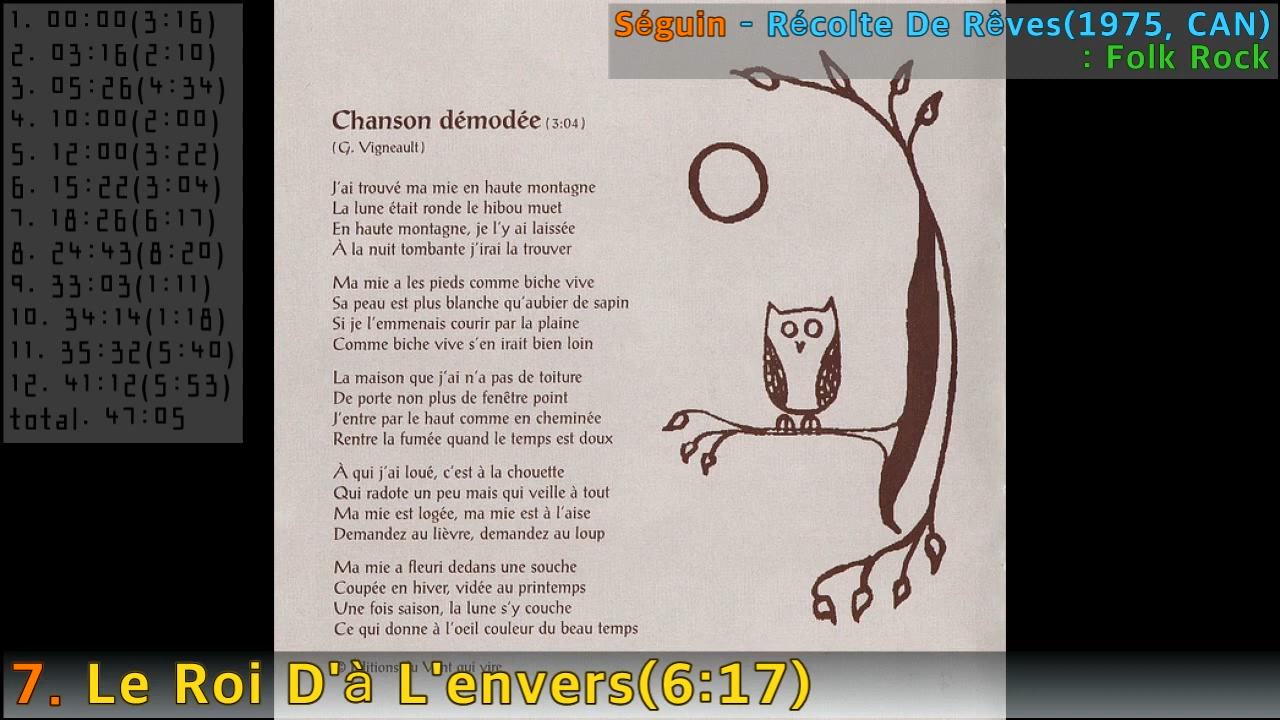 1. 00:00(3:16)
2. 03:16(2:10)
3. 05:26(4:34)
4. 10:00(2:00)
5. 12:00(3:22)
6. 15:22(3:04)
7. 18:26(6:17)
8. 24:43(8:20)
9. 33:03(1:11)
10. 34:14(1:18)
11. 35:32(5:40)
12. 41:12(5:53)
total. 47:05
Séguin - Récolte De Rêves(1975, CAN)
: Folk Rock
Chanson démodée (3:04)
(G. Vigneault)
J'ai trouvé ma mie en haute montagne
La lune était ronde le hibou muet
En haute montagne, je l'y ai laissée
À la nuit tombante j'irai la trouver
Ma mie a les pieds comme biche vive
Sa peau est plus blanche qu'aubier de sapin
Si je l'emmenais courir par la plaine
Comme biche vive s'en irait bien loin
La maison que j'ai n'a pas de toiture
De porte non plus de fenêtre point
J'entre par le haut comme en cheminée
Rentre la fumée quand le temps est doux
À qui j'ai loué, c'est à la chouette
Qui radote un peu mais qui veille à tout
Ma mie est logée, ma mie est à l'aise
Demandez au lièvre, demandez au loup
Ma mie a fleuri dedans une souche
Coupée en hiver, vidée au printemps
Une fois saison, la lune s'y couche
Ce qui donne à l'oeil couleur du beau temps
© Éditions du Vent qui vire
7. Le Roi D'à L'envers(6:17)